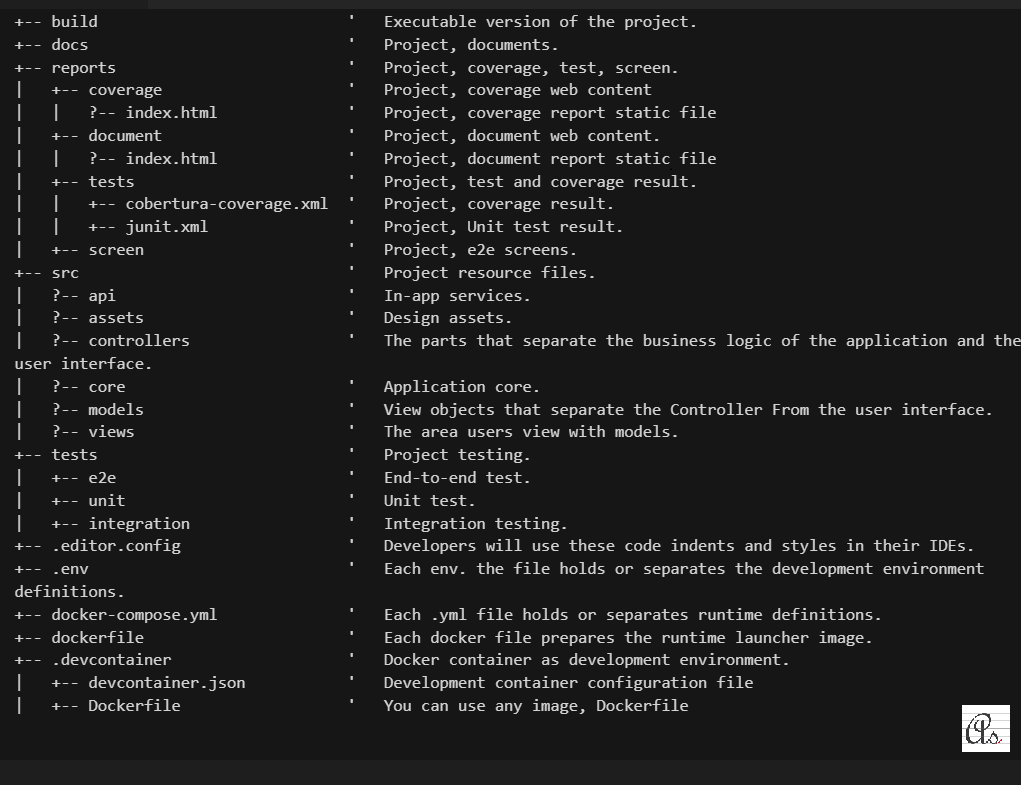 +-- build                           '   Executable version of the project.
+-- docs                            '   Project, documents.
+-- reports                         '   Project, coverage, test, screen.
|   +-- coverage                    '   Project, coverage web content
|   |   ?-- index.html              '   Project, coverage report static file
|   +-- document                    '   Project, document web content.
|   |   ?-- index.html              '   Project, document report static file
|   +-- tests                       '   Project, test and coverage result.
|   |   +-- cobertura-coverage.xml  '   Project, coverage result.
|   |   +-- junit.xml               '   Project, Unit test result.
|   +-- screen                      '   Project, e2e screens.
+-- src                             '   Project resource files.
|   ?-- api                         '   In-app services.
|   ?-- assets                      '   Design assets.
|   ?-- controllers                 '   The parts that separate the business logic of the application and the
user interface.
|   ?-- core                        '   Application core.
|   ?-- models                      '   View objects that separate the Controller From the user interface.
|   ?-- views                       '   The area users view with models.
+-- tests                           '   Project testing.
|   +-- e2e                         '   End-to-end test.
|   +-- unit                        '   Unit test.
|   +-- integration                 '   Integration testing.
+-- .editor.config                  '   Developers will use these code indents and styles in their IDEs.
+-- .env                            '   Each env. the file holds or separates the development environment
definitions.
+-- docker-compose.yml              '   Each .yml file holds or separates runtime definitions.
+-- dockerfile                      '   Each docker file prepares the runtime launcher image.
+-- .devcontainer                   '   Docker container as development environment.
|   +-- devcontainer.json           '   Development container configuration file
|   +-- Dockerfile                  '   You can use any image, Dockerfile